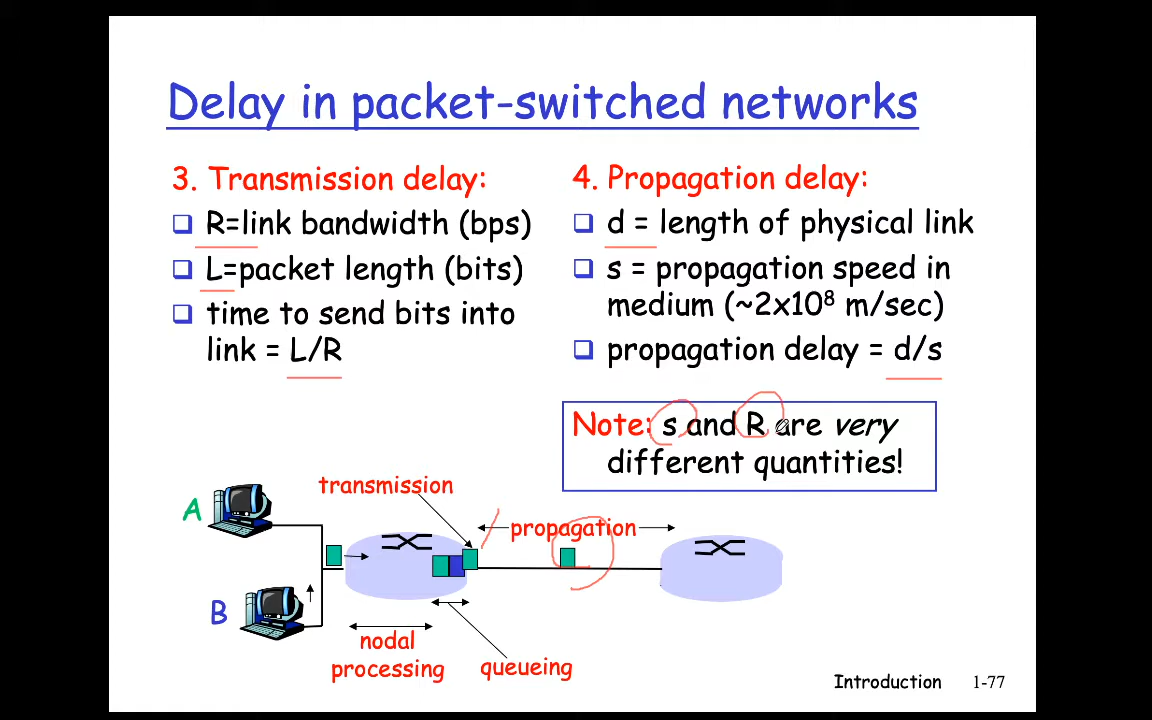 Delay in packet-switched networks
3. Transmission delay:
R=link bandwidth (bps)
L=packet length (bits)
time to send bits into
link = L/R
4. Propagation delay:
d = length of physical link
s = propagation speed in
medium (~2x10⁸ m/sec)
propagation delay = d/s
Note: s and R are very
different quantities!
transmission
A
propagation
B
nodal
processing
queueing
Introduction 1-77